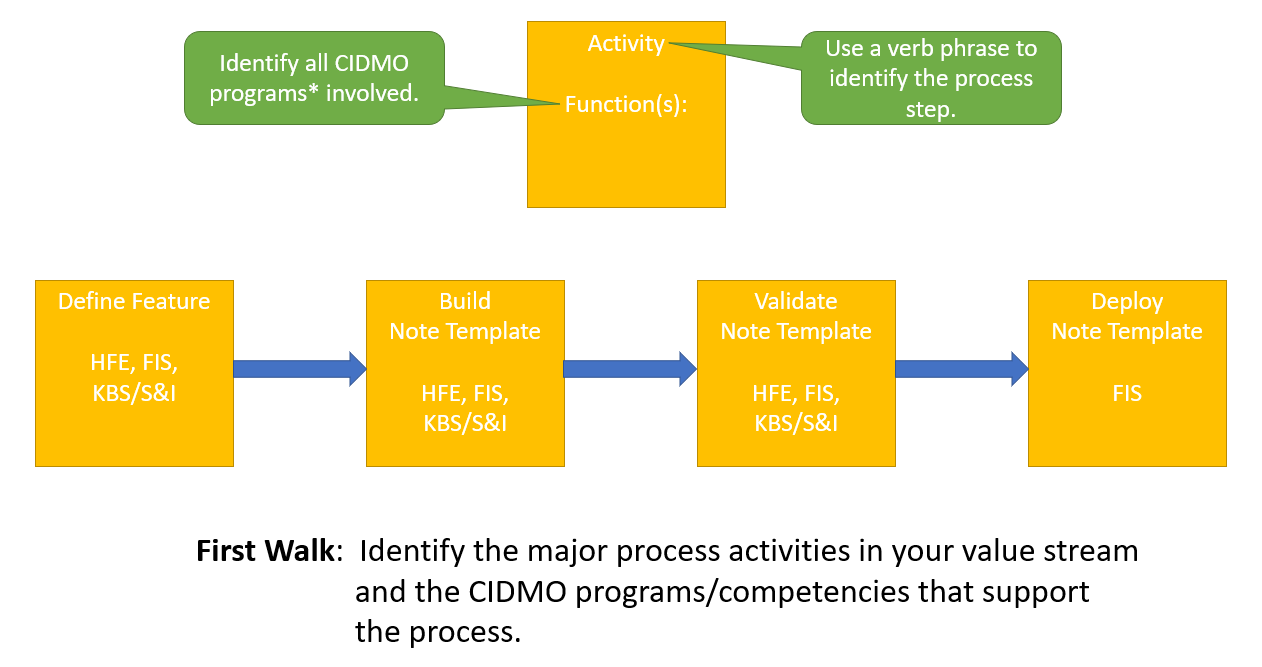 Identify all CIDMO
programs* involved.
Activity
Function(s):
Use a verb phrase to
identify the process
step.
Define Feature
HFE, FIS,
KBS/S&I
Build
Note Template
HFE, FIS,
KBS/S&I
Validate
Note Template
HFE, FIS,
KBS/S&I
Deploy
Note Template
FIS
First Walk:  Identify the major process activities in your value stream
and the CIDMO programs/competencies that support
the process.